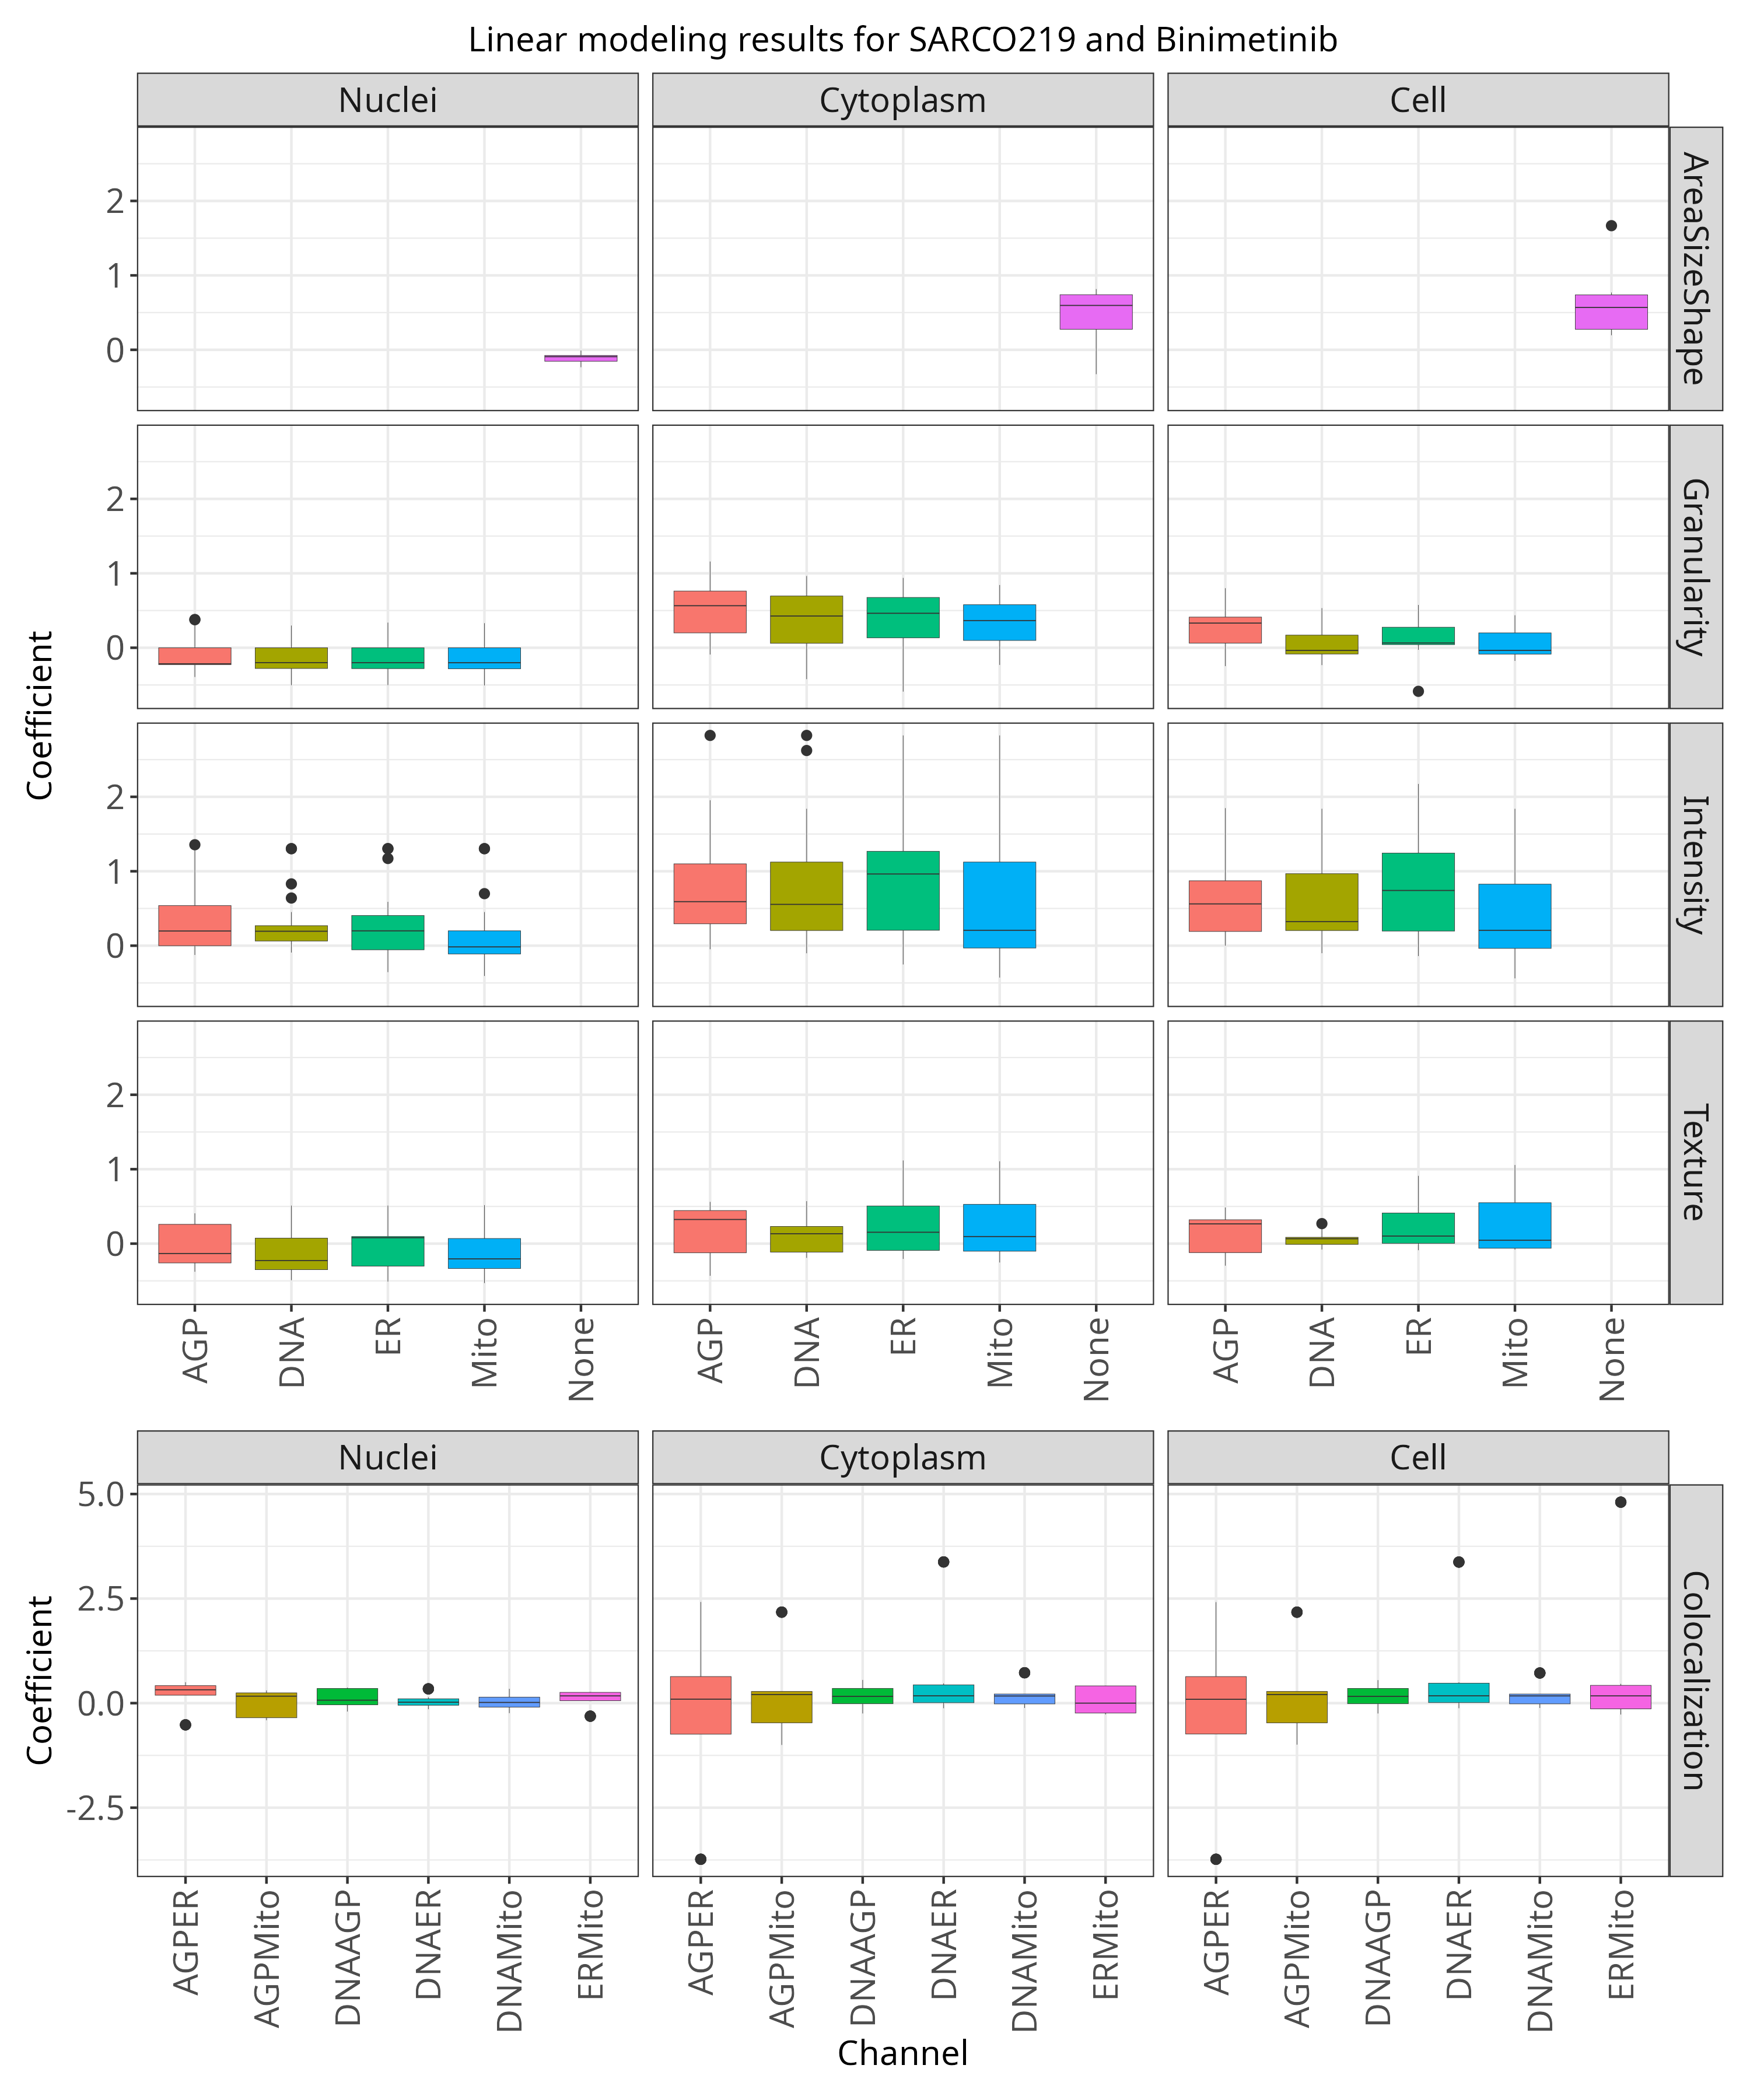 Linear modeling results for SARCO219 and Binimetinib
Nuclei Cytoplasm Cell
2
1
0
AreaSizeShape
2
1
0
Granularity
Coefficient
2
1
0
Intensity
2
1
0
Texture
AGP DNA ER Mito None AGP DNA ER Mito None AGP DNA ER Mito None
Nuclei Cytoplasm Cell
5.0
2.5
0.0
-2.5
Coefficient
Colocalization
AGPER AGPMito DNAAGP DNAER DNAMito ERMito AGPER AGPMito DNAAGP DNAER DNAMito ERMito AGPER AGPMito DNAAGP DNAER DNAMito ERMito
Channel